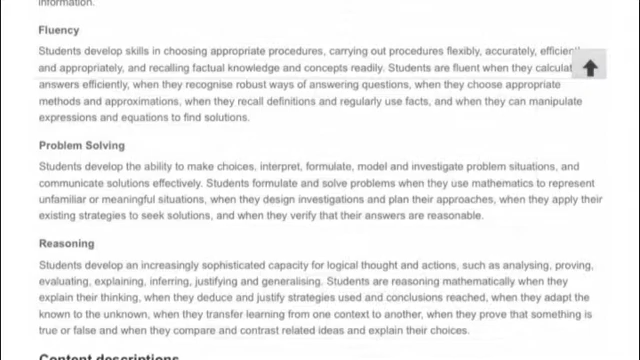 information.
Fluency
Students develop skills in choosing appropriate procedures, carrying out procedures flexibly, accurately,
and appropriately, and recalling factual knowledge and concepts readily. Students are fluent when they
answers efficiently, when they recognise robust ways of answering questions, when they choose appropriate
methods and approximations, when they recall definitions and regularly use facts, and when they can manipulate
expressions and equations to find solutions.
Problem Solving
Students develop the ability to make choices, interpret, formulate, model and investigate problem situations, and
communicate solutions effectively. Students formulate and solve problems when they use mathematics to represent
unfamiliar or meaningful situations, when they design investigations and plan their approaches, when they apply their
existing strategies to seek solutions, and when they verify that their answers are reasonable.
Reasoning
Students develop an increasingly sophisticated capacity for logical thought and actions, such as analysing, proving,
evaluating, explaining, inferring, justifying and generalising. Students are reasoning mathematically when they
explain their thinking, when they deduce and justify strategies used and conclusions reached, when they adapt the
known to the unknown, when they transfer learning from one context to another, when they prove that something is
true or false and when they compare and contrast related ideas and explain their choices.
Content descriptions